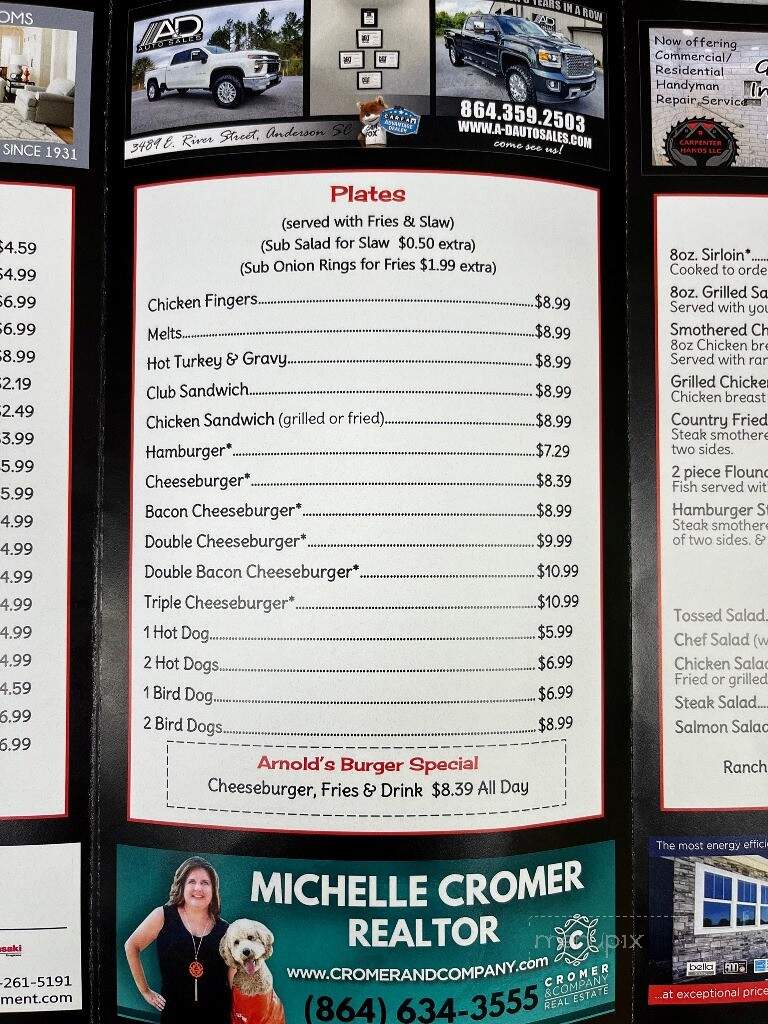 OMS
SINCE 1931
$4.59
$4.99
$6.99
$6.99
$8.99
$2.19
$2.49
$3.99
$5.99
5.99
4.99
4.99
4.99
4.99
4.99
4.99
4.59
6.99
6.99
-261-5191
ment.com
AD
AUTO SALES
YEARS IN A ROW
864.359.2503
WWW.A-DAUTOSALES.COM
come see us!
3489 E. River Street, Anderson SC
CARFAX
ADVANTAGE
DEALER
Plates
(served with Fries & Slaw)
(Sub Salad for Slaw $0.50 extra)
(Sub Onion Rings for Fries $1.99 extra)
Chicken Fingers $8.99
Melts $8.99
Hot Turkey & Gravy $8.99
Club Sandwich $8.99
Chicken Sandwich (grilled or fried) $8.99
Hamburger* $7.29
Cheeseburger* $8.39
Bacon Cheeseburger* $8.99
Double Cheeseburger* $9.99
Double Bacon Cheeseburger* $10.99
Triple Cheeseburger* $10.99
1 Hot Dog $5.99
2 Hot Dogs $6.99
1 Bird Dog $6.99
2 Bird Dogs $8.99
Arnold's Burger Special
Cheeseburger, Fries & Drink $8.39 All Day
MICHELLE CROMER
REALTOR
WWW.CROMERANDCOMPANY.com
(864) 634-3555
CROMER
&COMPANY
REAL ESTATE
Now offering
Commercial/
Residential
Handyman
Repair Service
CARPENTER
HANDS LLC
8oz. Sirloin*
Cooked to orde
8oz. Grilled Sa
Served with you
Smothered Ch
8oz Chicken bre
Served with ran
Grilled Chicken
Chicken breast
Country Fried
Steak smothere
two sides.
2 piece Flound
Fish served wit
Hamburger St
Steak smothere
of two sides. &
Tossed Salad
Chef Salad (w
Chicken Salad
Fried or grilled
Steak Salad
Salmon Salad
Ranch
The most energy effici
bella
...at exceptional price